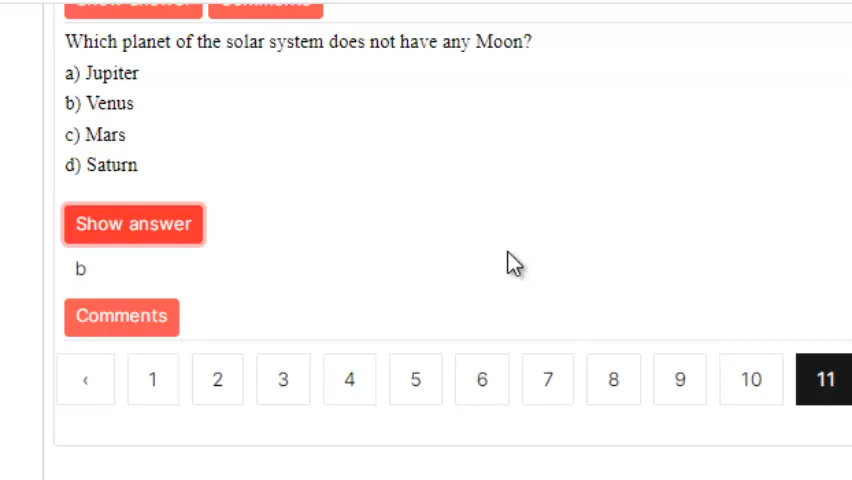 Which planet of the solar system does not have any Moon?
a) Jupiter
b) Venus
c) Mars
d) Saturn
Show answer
b
Comments
‹ 1 2 3 4 5 6 7 8 9 10 11